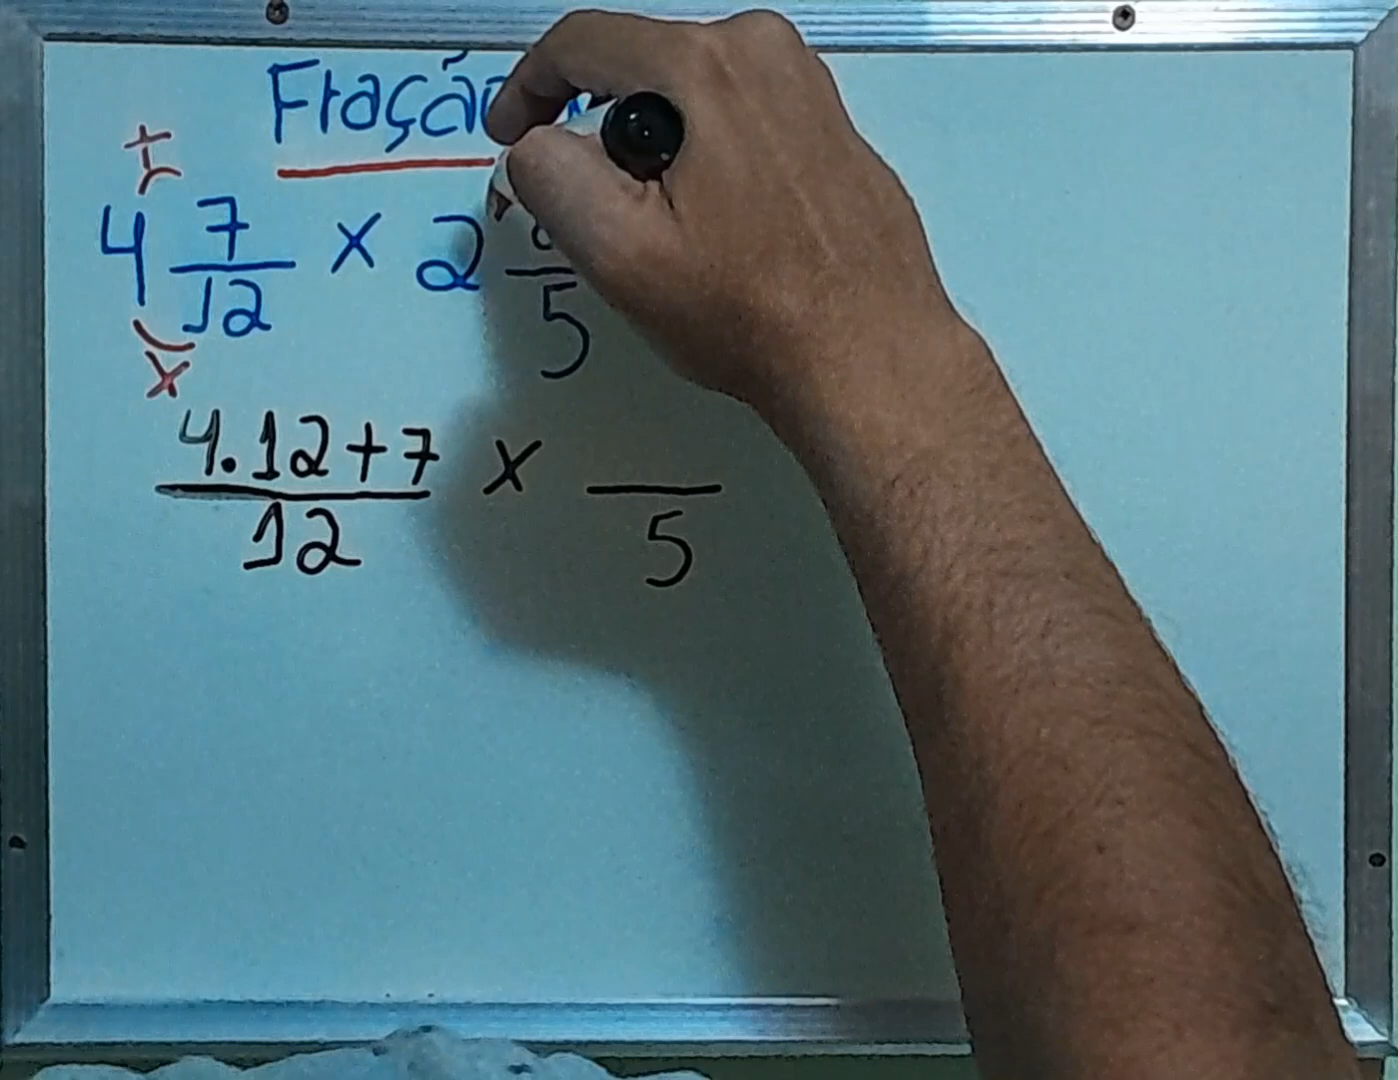 Fração
+
4 7/12 × 2 /5
×
4.12+7/12 × /5